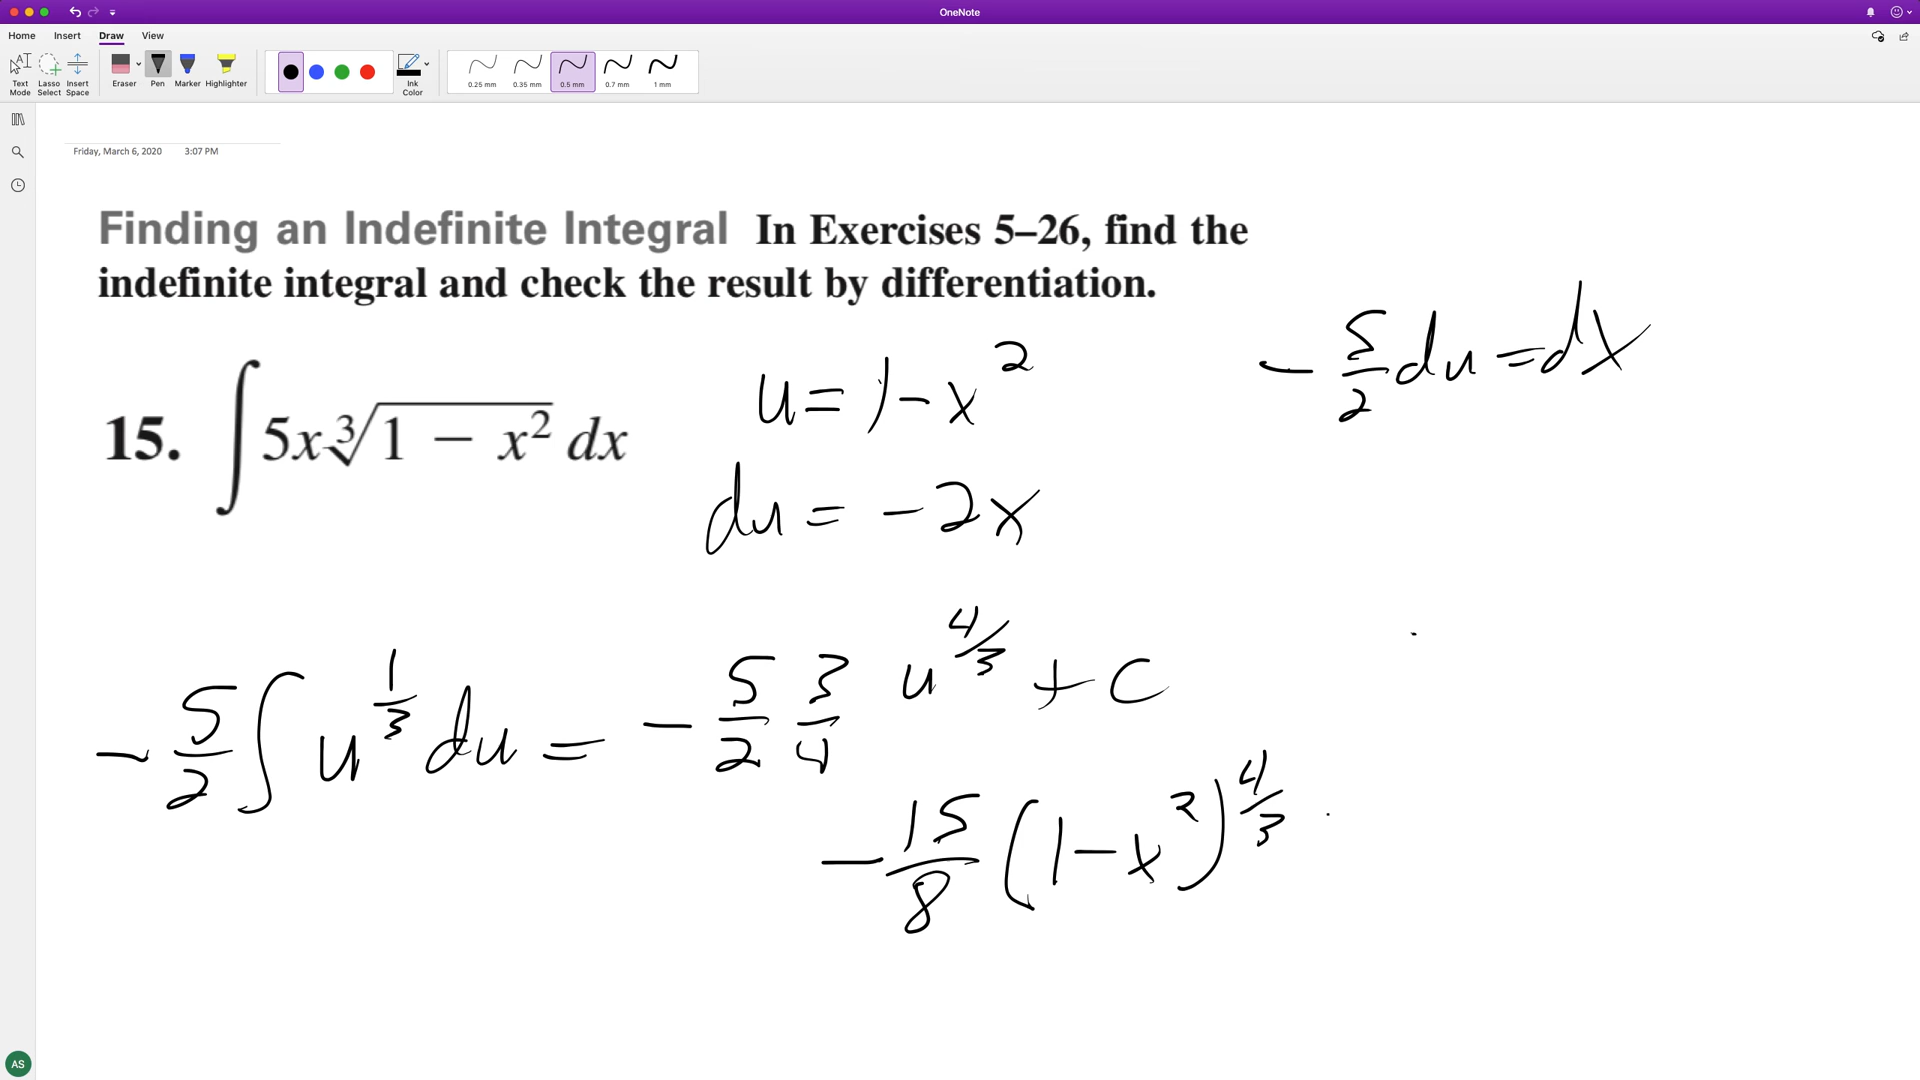 OneNote
Home Insert Draw View
Text Mode Lasso Select Insert Space Eraser Pen Marker Highlighter Ink Color 0.25 mm 0.35 mm 0.5 mm 0.7 mm 1 mm
Friday, March 6, 2020 3:07 PM
Finding an Indefinite Integral In Exercises 5–26, find the
indefinite integral and check the result by differentiation.
15. ∫ 5x ∛(1 − x²) dx
u = 1 - x²
- 5/2 du = dx
du = -2x
- 5/2 ∫ u^(1/3) du = - 5/2 3/4 u^(4/3) + C
- 15/8 (1-x²)^(4/3)
AS